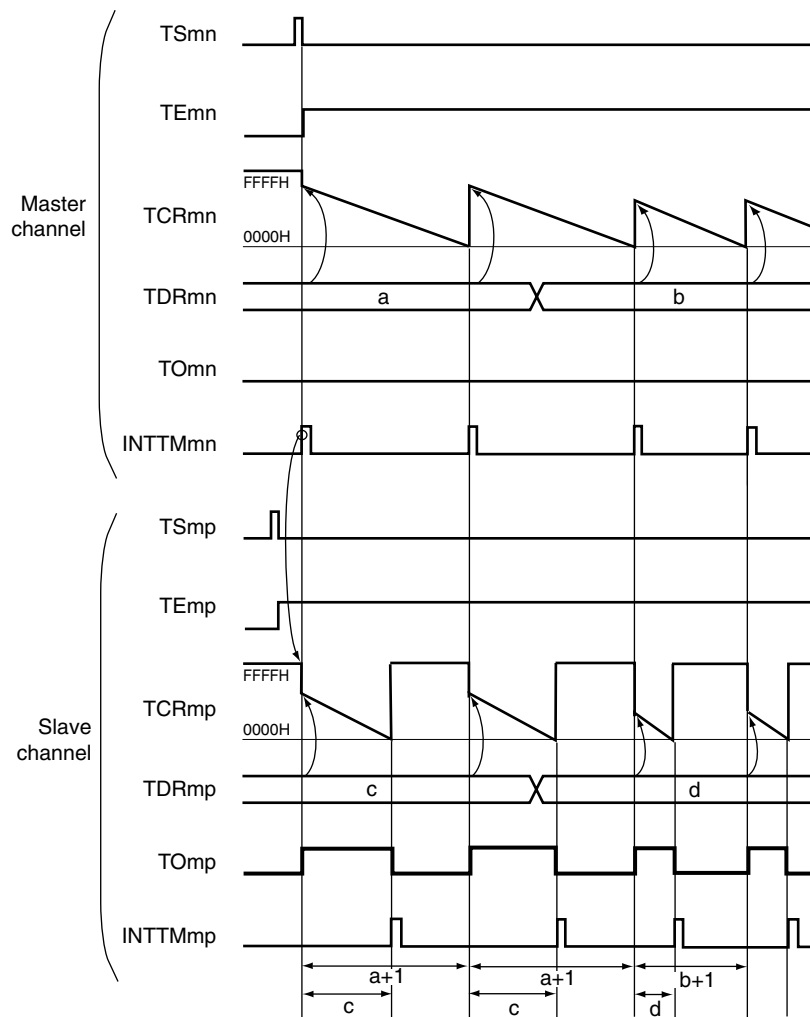 Master
channel
TSmn
TEmn
FFFFH
TCRmn
0000H
TDRmn
a
b
TOmn
INTTMmn
Slave
channel
TSmp
TEmp
FFFFH
TCRmp
0000H
TDRmp
c
d
TOmp
INTTMmp
a+1
a+1
b+1
c
c
d